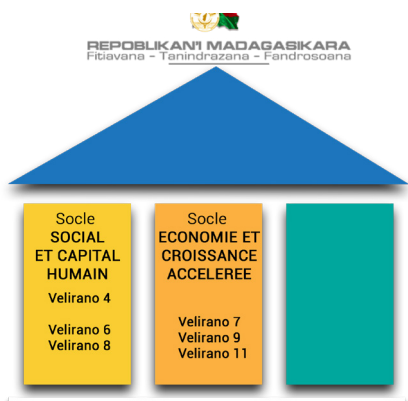 REPOBLIKAN'I MADAGASIKARA
Fitiavana - Tanindrazana - Fandrosoana
Socle
SOCIAL
ET CAPITAL
HUMAIN
Velirano 4
Velirano 6
Velirano 8
Socle
ECONOMIE ET
CROISSANCE
ACCELEREE
Velirano 7
Velirano 9
Velirano 11